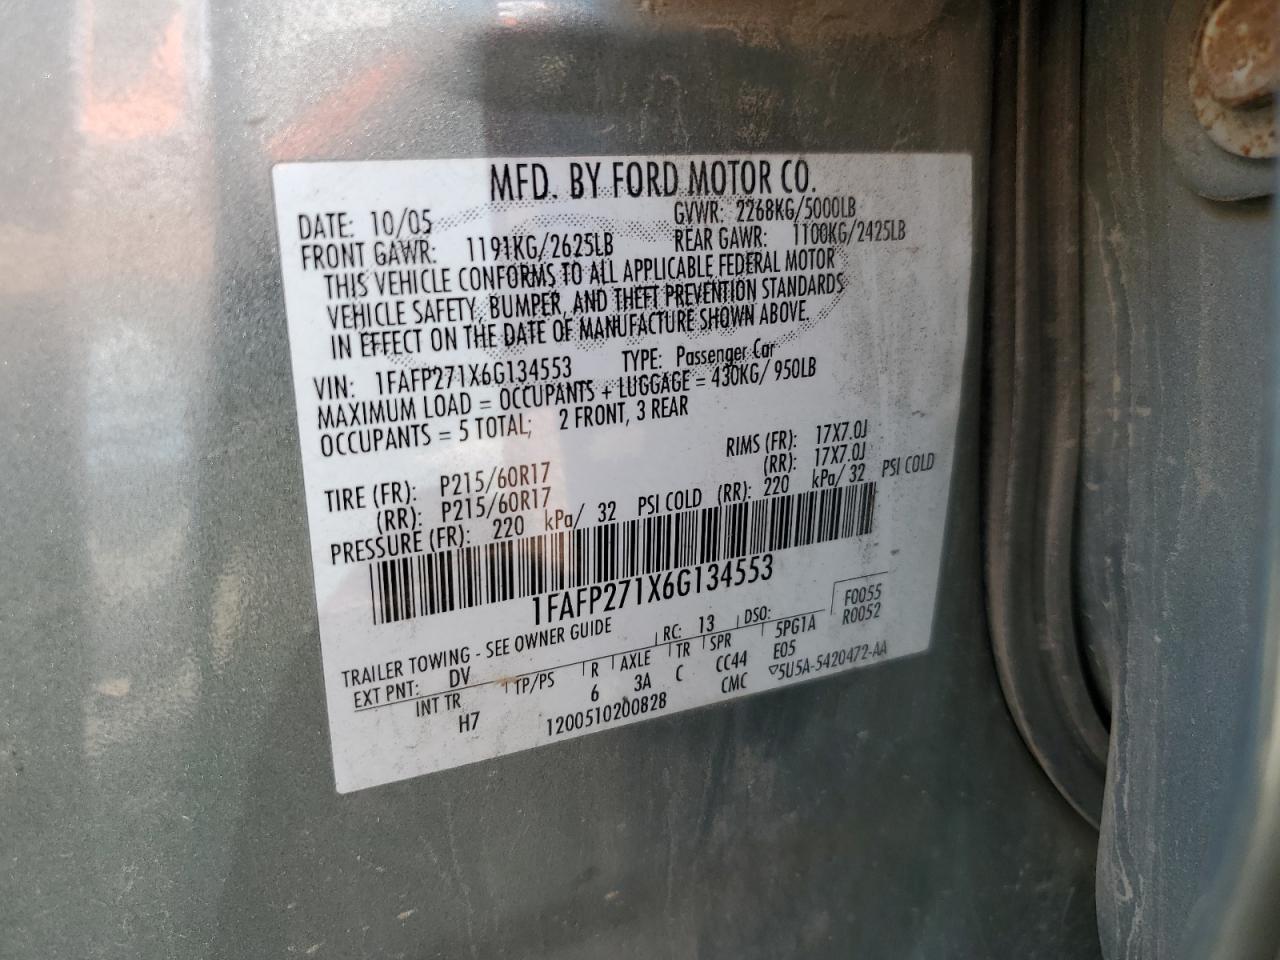 MFD. BY FORD MOTOR CO.
DATE: 10/05 GVWR: 2268KG/5000LB
FRONT GAWR: 1191KG/2625LB REAR GAWR: 1100KG/2425LB
THIS VEHICLE CONFORMS TO ALL APPLICABLE FEDERAL MOTOR
VEHICLE SAFETY, BUMPER, AND THEFT PREVENTION STANDARDS
IN EFFECT ON THE DATE OF MANUFACTURE SHOWN ABOVE.
VIN: 1FAFP271X6G134553 TYPE: Passenger Car
MAXIMUM LOAD = OCCUPANTS + LUGGAGE = 430KG/ 950LB
OCCUPANTS = 5 TOTAL; 2 FRONT, 3 REAR
TIRE (FR): P215/60R17 RIMS (FR): 17X7.0J
(RR): P215/60R17 (RR): 17X7.0J
PRESSURE (FR): 220 kPa/ 32 PSI COLD (RR): 220 kPa/ 32 PSI COLD
1FAFP271X6G134553
TRAILER TOWING - SEE OWNER GUIDE F0055
EXT PNT: DV RC: 13 DSO: R0052
INT TR TP/PS R AXLE TR SPR 5PG1A
H7 6 3A C CC44 E05
1200510200828 CMC ▽5U5A-5420472-AA